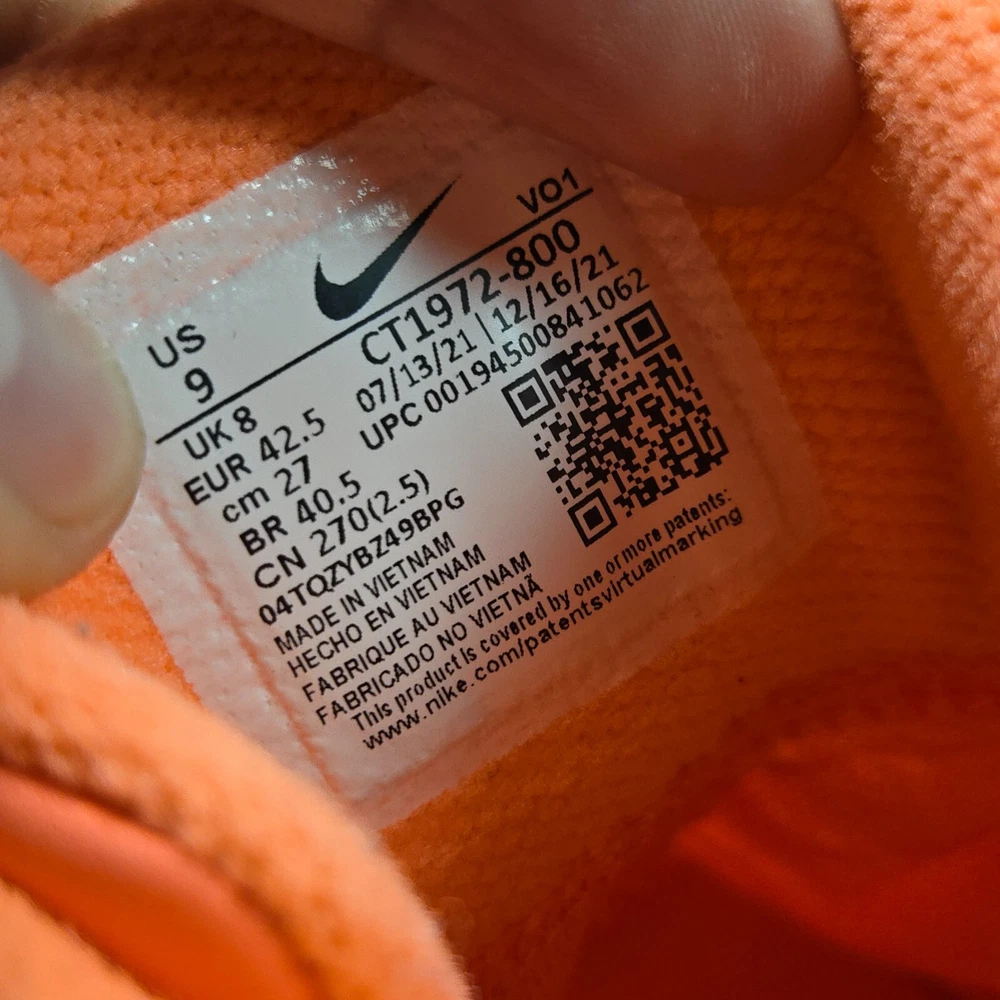 VO1
US
9
CT1972-800
07/13/21 | 12/16/21
UPC 00194500841062
UK 8
EUR 42.5
cm 27
BR 40.5
CN 270(2.5)
04TQZYBZ49BPG
MADE IN VIETNAM
HECHO EN VIETNAM
FABRIQUE AU VIETNAM
FABRICADO NO VIETNÃ
This product is covered by one or more patents:
www.nike.com/patentsvirtualmarking